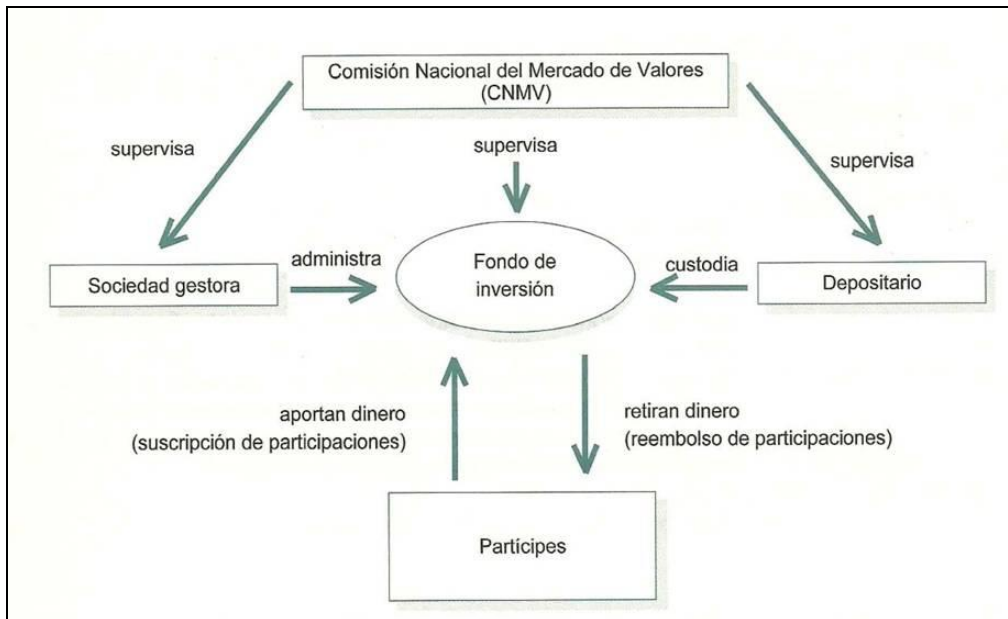 Comisión Nacional del Mercado de Valores
(CNMV)
supervisa
supervisa
supervisa
Sociedad gestora
administra
Fondo de
inversión
custodia
Depositario
aportan dinero
(suscripción de participaciones)
retiran dinero
(reembolso de participaciones)
Partícipes